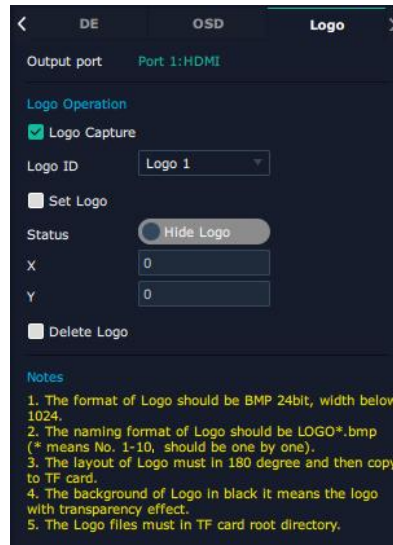 DE OSD Logo
Output port Port 1:HDMI
Logo Operation
Logo Capture
Logo ID Logo 1
Set Logo
Status Hide Logo
X 0
Y 0
Delete Logo
Notes
1. The format of Logo should be BMP 24bit, width below
1024.
2. The naming format of Logo should be LOGO*.bmp
(* means No. 1-10, should be one by one).
3. The layout of Logo must in 180 degree and then copy
to TF card.
4. The background of Logo in black it means the logo
with transparency effect.
5. The Logo files must in TF card root directory.